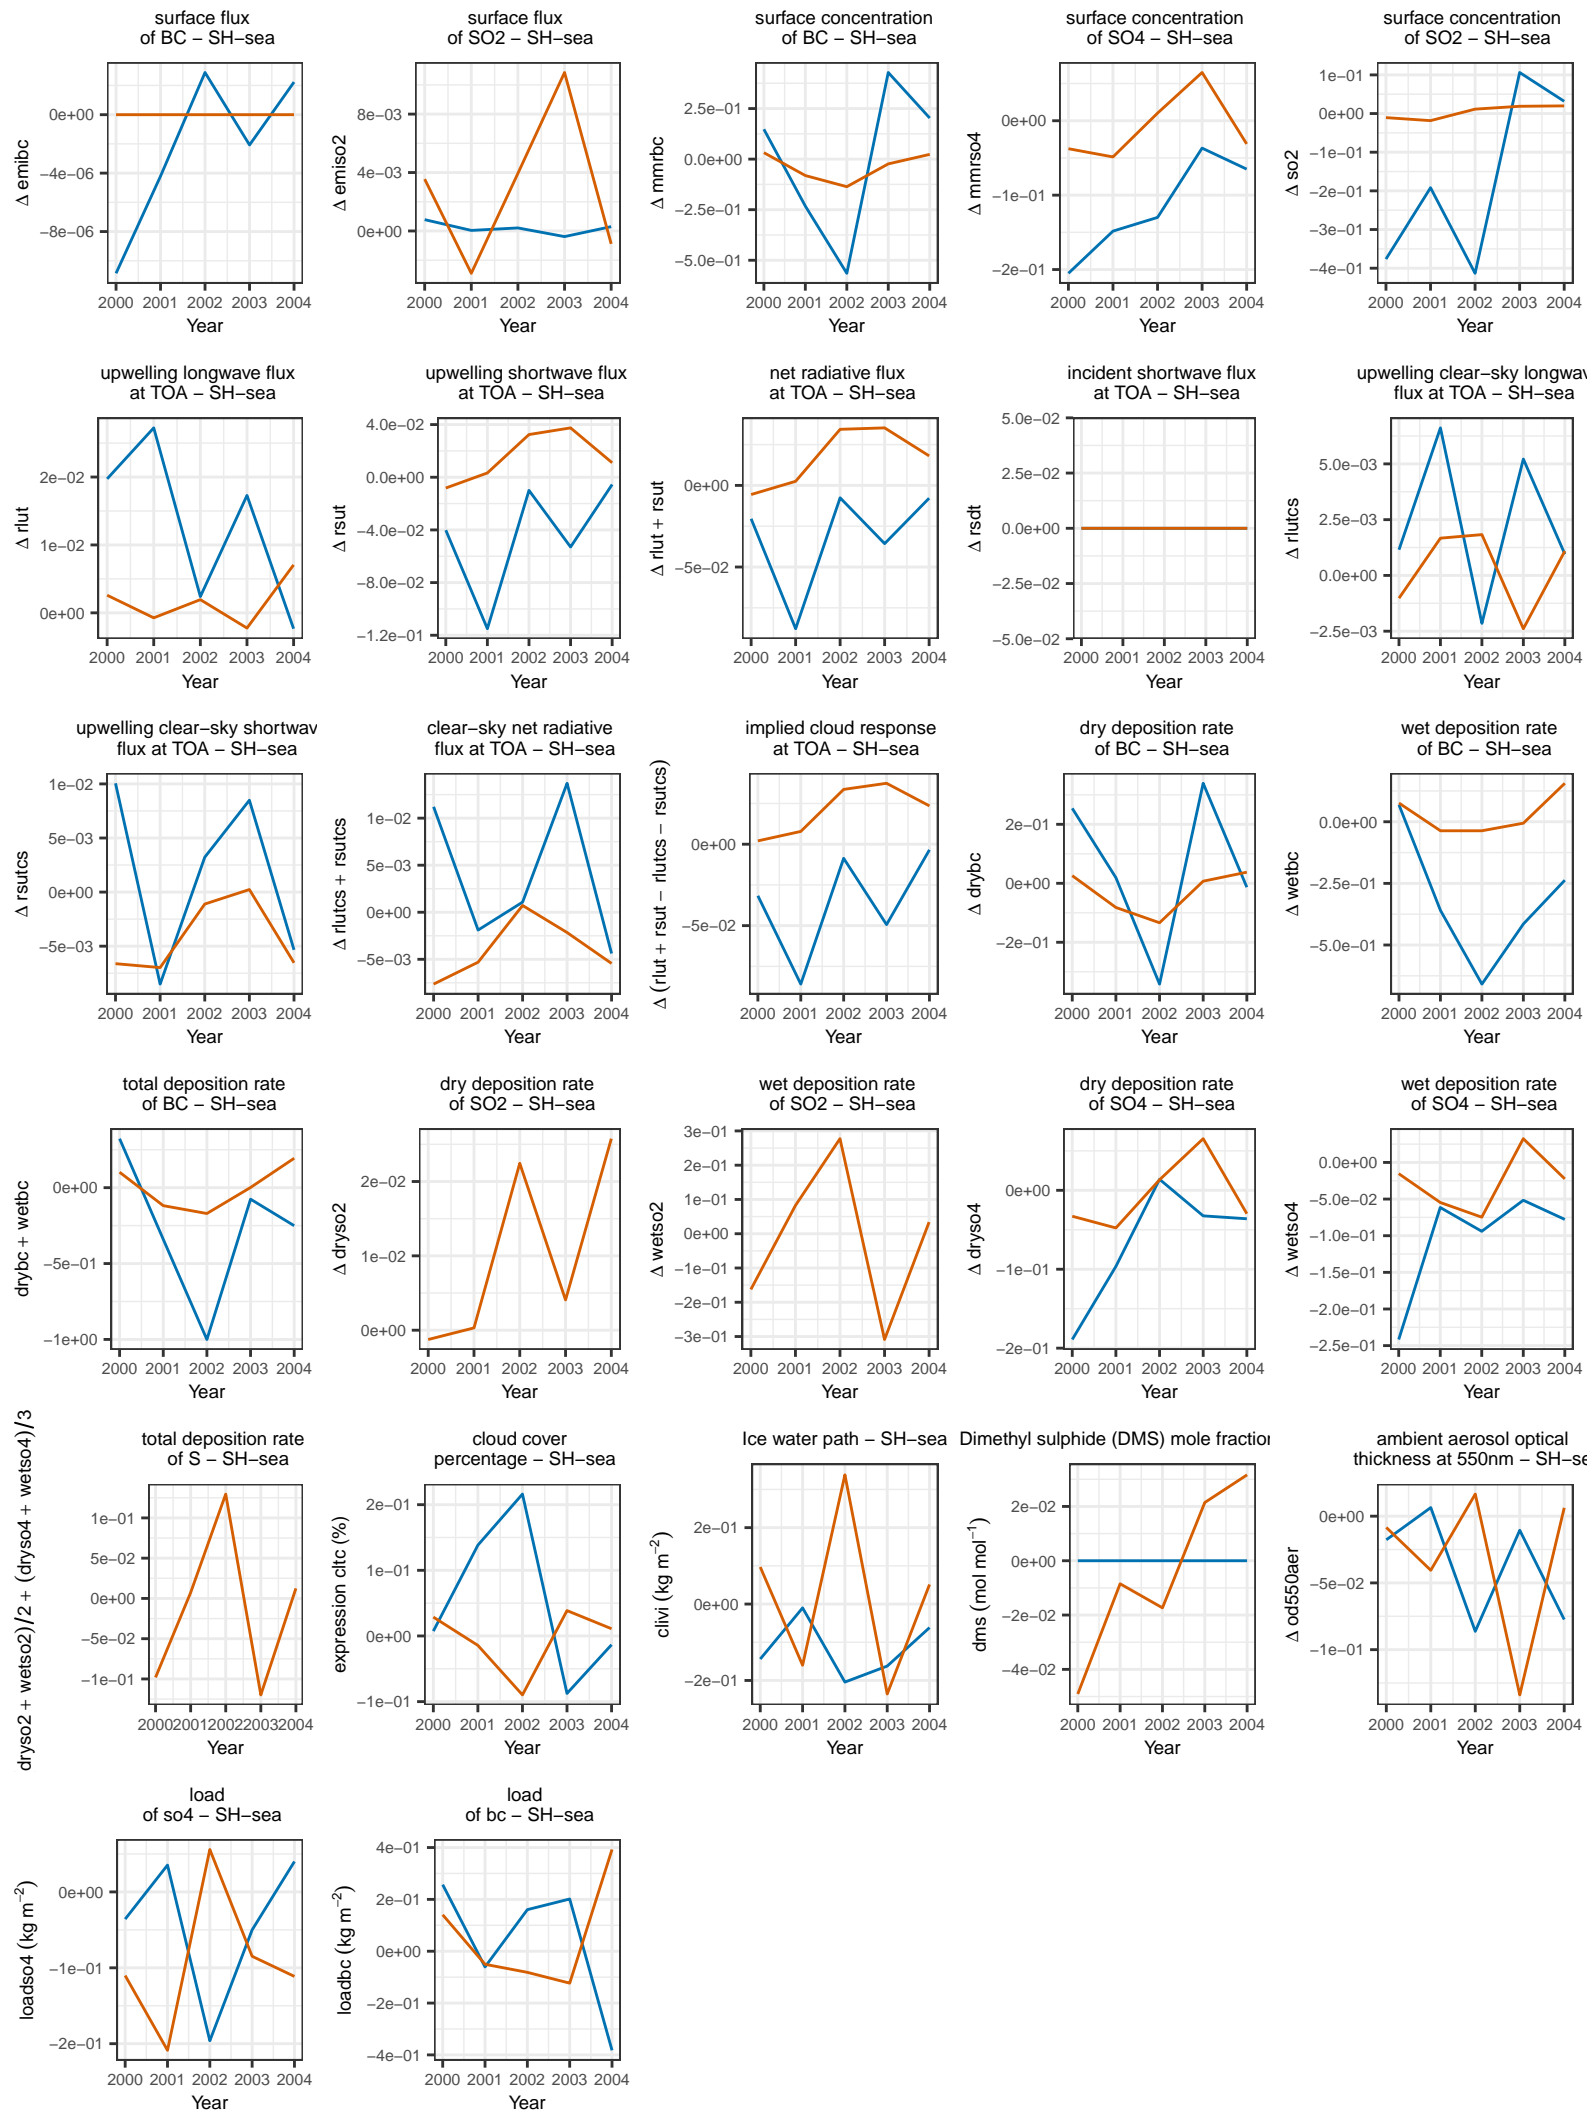 surface flux
of BC − SH−sea
Δ emibc
0e+00
−4e−06
−8e−06
2000 2001 2002 2003 2004
Year
surface flux
of SO2 − SH−sea
Δ emiso2
8e−03
4e−03
0e+00
2000 2001 2002 2003 2004
Year
surface concentration
of BC − SH−sea
Δ mmrbc
2.5e−01
0.0e+00
−2.5e−01
−5.0e−01
2000 2001 2002 2003 2004
Year
surface concentration
of SO4 − SH−sea
Δ mmrso4
0e+00
−1e−01
−2e−01
2000 2001 2002 2003 2004
Year
surface concentration
of SO2 − SH−sea
Δ so2
1e−01
0e+00
−1e−01
−2e−01
−3e−01
−4e−01
2000 2001 2002 2003 2004
Year
upwelling longwave flux
at TOA − SH−sea
Δ rlut
2e−02
1e−02
0e+00
2000 2001 2002 2003 2004
Year
upwelling shortwave flux
at TOA − SH−sea
Δ rsut
4.0e−02
0.0e+00
−4.0e−02
−8.0e−02
−1.2e−01
2000 2001 2002 2003 2004
Year
net radiative flux
at TOA − SH−sea
Δ rlut + rsut
0e+00
−5e−02
2000 2001 2002 2003 2004
Year
incident shortwave flux
at TOA − SH−sea
Δ rsdt
5.0e−02
2.5e−02
0.0e+00
−2.5e−02
−5.0e−02
2000 2001 2002 2003 2004
Year
upwelling clear−sky longwav
flux at TOA − SH−sea
Δ rlutcs
5.0e−03
2.5e−03
0.0e+00
−2.5e−03
2000 2001 2002 2003 2004
Year
upwelling clear−sky shortwav
flux at TOA − SH−sea
Δ rsutcs
1e−02
5e−03
0e+00
−5e−03
2000 2001 2002 2003 2004
Year
clear−sky net radiative
flux at TOA − SH−sea
Δ rlutcs + rsutcs
1e−02
5e−03
0e+00
−5e−03
2000 2001 2002 2003 2004
Year
implied cloud response
at TOA − SH−sea
Δ (rlut + rsut − rlutcs − rsutcs)
0e+00
−5e−02
2000 2001 2002 2003 2004
Year
dry deposition rate
of BC − SH−sea
Δ drybc
2e−01
0e+00
−2e−01
2000 2001 2002 2003 2004
Year
wet deposition rate
of BC − SH−sea
Δ wetbc
0.0e+00
−2.5e−01
−5.0e−01
2000 2001 2002 2003 2004
Year
total deposition rate
of BC − SH−sea
drybc + wetbc
0e+00
−5e−01
−1e+00
2000 2001 2002 2003 2004
Year
dry deposition rate
of SO2 − SH−sea
Δ dryso2
2e−02
1e−02
0e+00
2000 2001 2002 2003 2004
Year
wet deposition rate
of SO2 − SH−sea
Δ wetso2
3e−01
2e−01
1e−01
0e+00
−1e−01
−2e−01
−3e−01
2000 2001 2002 2003 2004
Year
dry deposition rate
of SO4 − SH−sea
Δ dryso4
0e+00
−1e−01
−2e−01
2000 2001 2002 2003 2004
Year
wet deposition rate
of SO4 − SH−sea
Δ wetso4
0.0e+00
−5.0e−02
−1.0e−01
−1.5e−01
−2.0e−01
−2.5e−01
2000 2001 2002 2003 2004
Year
total deposition rate
of S − SH−sea
dryso2 + wetso2)/2 + (dryso4 + wetso4)/3
1e−01
5e−02
0e+00
−5e−02
−1e−01
2000 2001 2002 2003 2004
Year
cloud cover
percentage − SH−sea
expression cltc (%)
2e−01
1e−01
0e+00
−1e−01
2000 2001 2002 2003 2004
Year
Ice water path − SH−sea
clivi (kg m−2)
2e−01
0e+00
−2e−01
2000 2001 2002 2003 2004
Year
Dimethyl sulphide (DMS) mole fraction
dms (mol mol−1)
2e−02
0e+00
−2e−02
−4e−02
2000 2001 2002 2003 2004
Year
ambient aerosol optical
thickness at 550nm − SH−se
Δ od550aer
0e+00
−5e−02
−1e−01
2000 2001 2002 2003 2004
Year
load
of so4 − SH−sea
loadso4 (kg m−2)
0e+00
−1e−01
−2e−01
2000 2001 2002 2003 2004
Year
load
of bc − SH−sea
loadbc (kg m−2)
4e−01
2e−01
0e+00
−2e−01
−4e−01
2000 2001 2002 2003 2004
Year